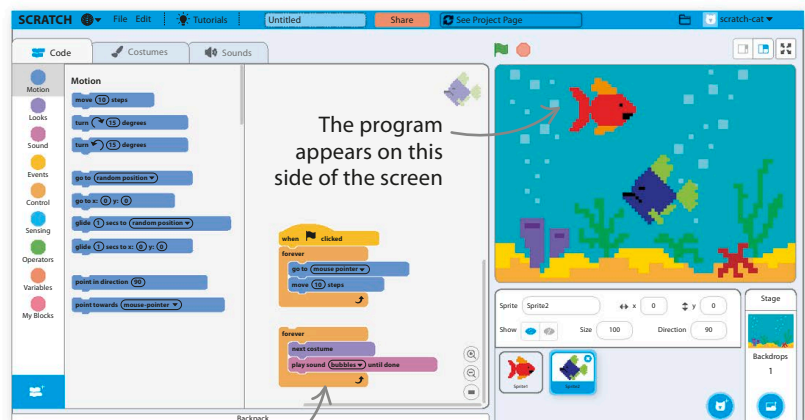 SCRATCH File Edit Tutorials Untitled Share See Project Page scratch-cat
Code Costumes Sounds
Motion
Looks
Sound
Events
Control
Sensing
Operators
Variables
My Blocks
Motion
move 10 steps
turn 15 degrees
turn 15 degrees
go to random position
go to x: 0 y: 0
glide 1 secs to random position
glide 1 secs to x: 0 y: 0
point in direction 90
point towards mouse-pointer
The program
appears on this
side of the screen
when clicked
forever
go to mouse pointer
move 10 steps
forever
next costume
play sound bubbles until done
Sprite Sprite2 x 0 y 0
Show Size 100 Direction 90
Sprite1
Stage
Backdrops
1
Backpack